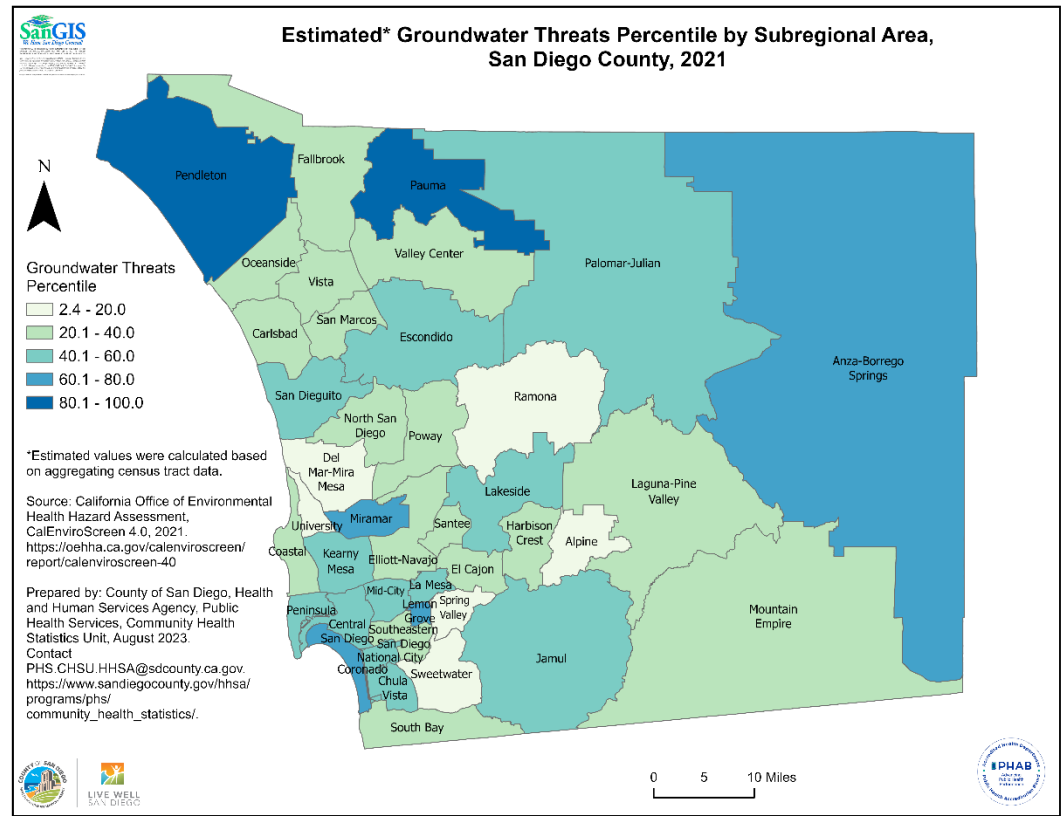 SanGIS
We Have San Diego Covered!
Estimated* Groundwater Threats Percentile by Subregional Area,
San Diego County, 2021
N
Groundwater Threats
Percentile
2.4 - 20.0
20.1 - 40.0
40.1 - 60.0
60.1 - 80.0
80.1 - 100.0
*Estimated values were calculated based
on aggregating census tract data.
Source: California Office of Environmental
Health Hazard Assessment,
CalEnviroScreen 4.0, 2021.
https://oehha.ca.gov/calenviroscreen/
report/calenviroscreen-40
Prepared by: County of San Diego, Health
and Human Services Agency, Public
Health Services, Community Health
Statistics Unit, August 2023.
Contact
PHS.CHSU.HHSA@sdcounty.ca.gov.
https://www.sandiegocounty.gov/hhsa/
programs/phs/
community_health_statistics/.
Pendleton
Fallbrook
Pauma
Valley Center
Palomar-Julian
Oceanside
Vista
San Marcos
Carlsbad
Escondido
Anza-Borrego
Springs
San Dieguito
Ramona
North San
Diego
Poway
Del
Mar-Mira
Mesa
Lakeside
Laguna-Pine
Valley
University
Miramar
Santee
Harbison
Crest
Alpine
Coastal
Kearny
Mesa
Elliott-Navajo
El Cajon
Mid-City
La Mesa
Peninsula
Central
San Diego
Lemon
Grove
Spring
Valley
Southeastern
San Diego
National City
Coronado
Chula
Vista
Sweetwater
Jamul
Mountain
Empire
South Bay
0 5 10 Miles
COUNTY OF SAN DIEGO
LIVE WELL
SAN DIEGO
PHAB